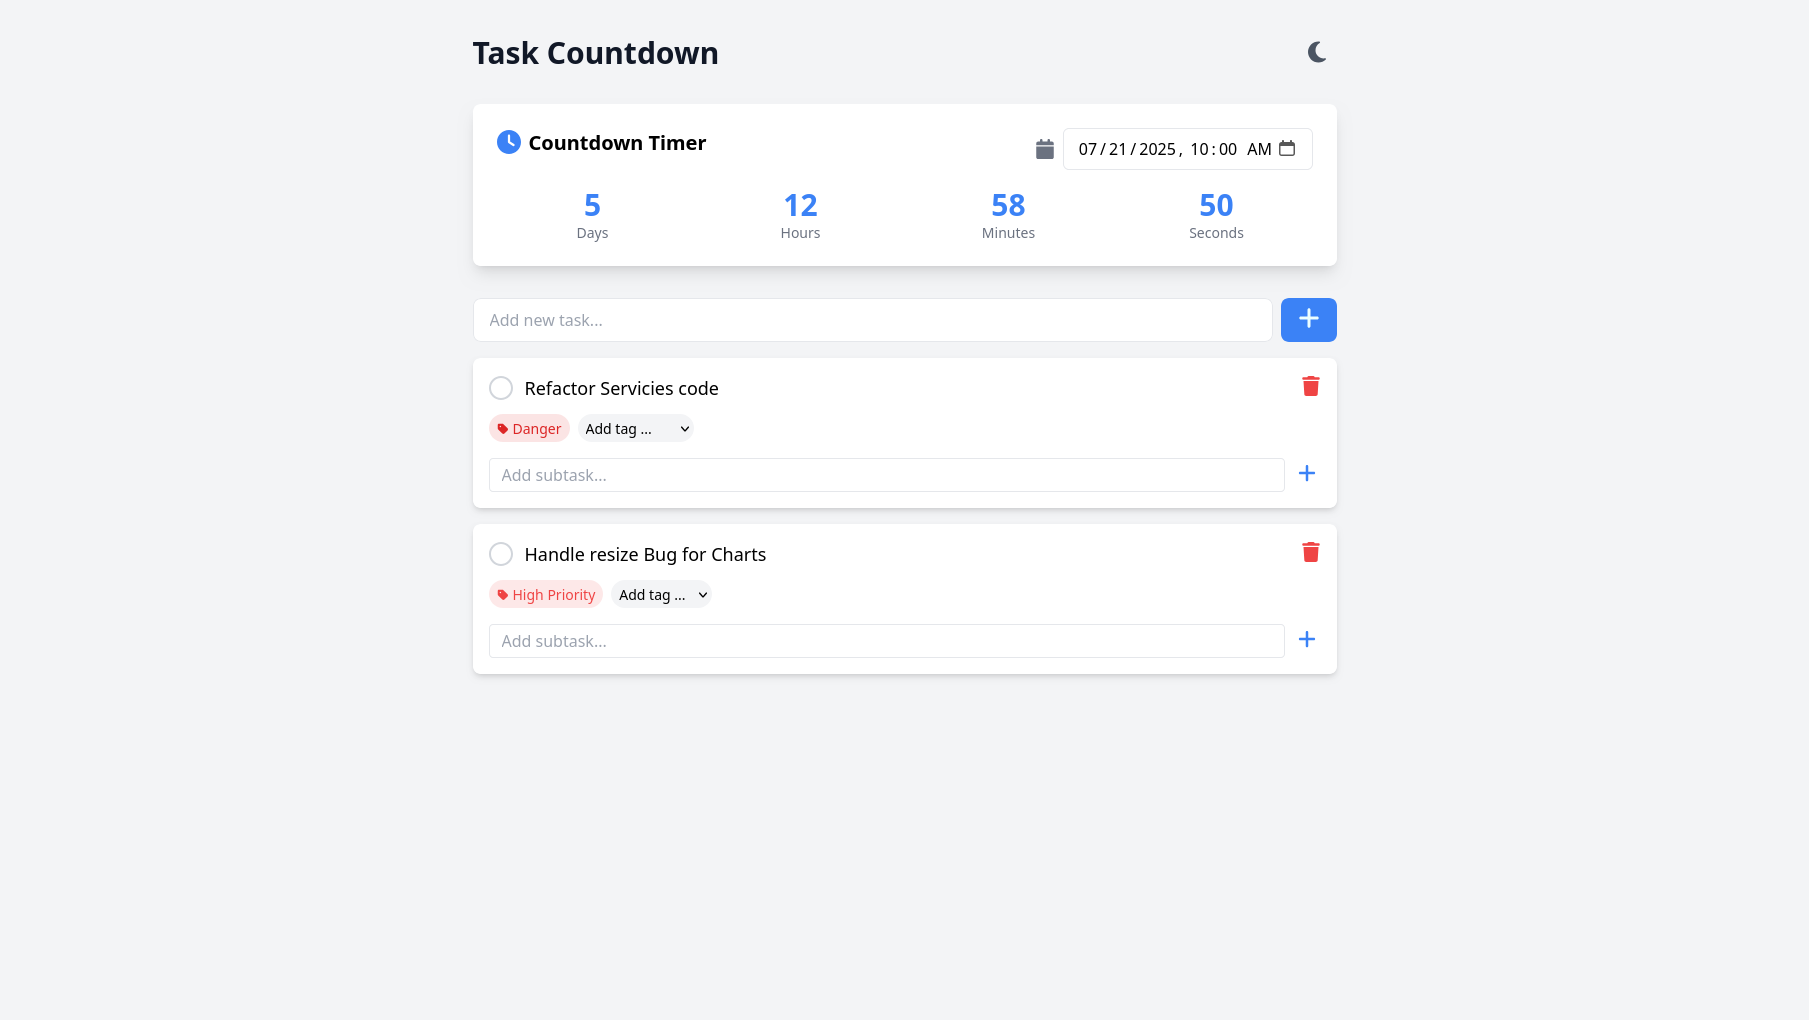 Task Countdown
Countdown Timer
07/21/2025, 10:00 AM
5 12 58 50
Days Hours Minutes Seconds
Add new task...
Refactor Servicies code
Danger Add tag ...
Add subtask...
Handle resize Bug for Charts
High Priority Add tag ...
Add subtask...